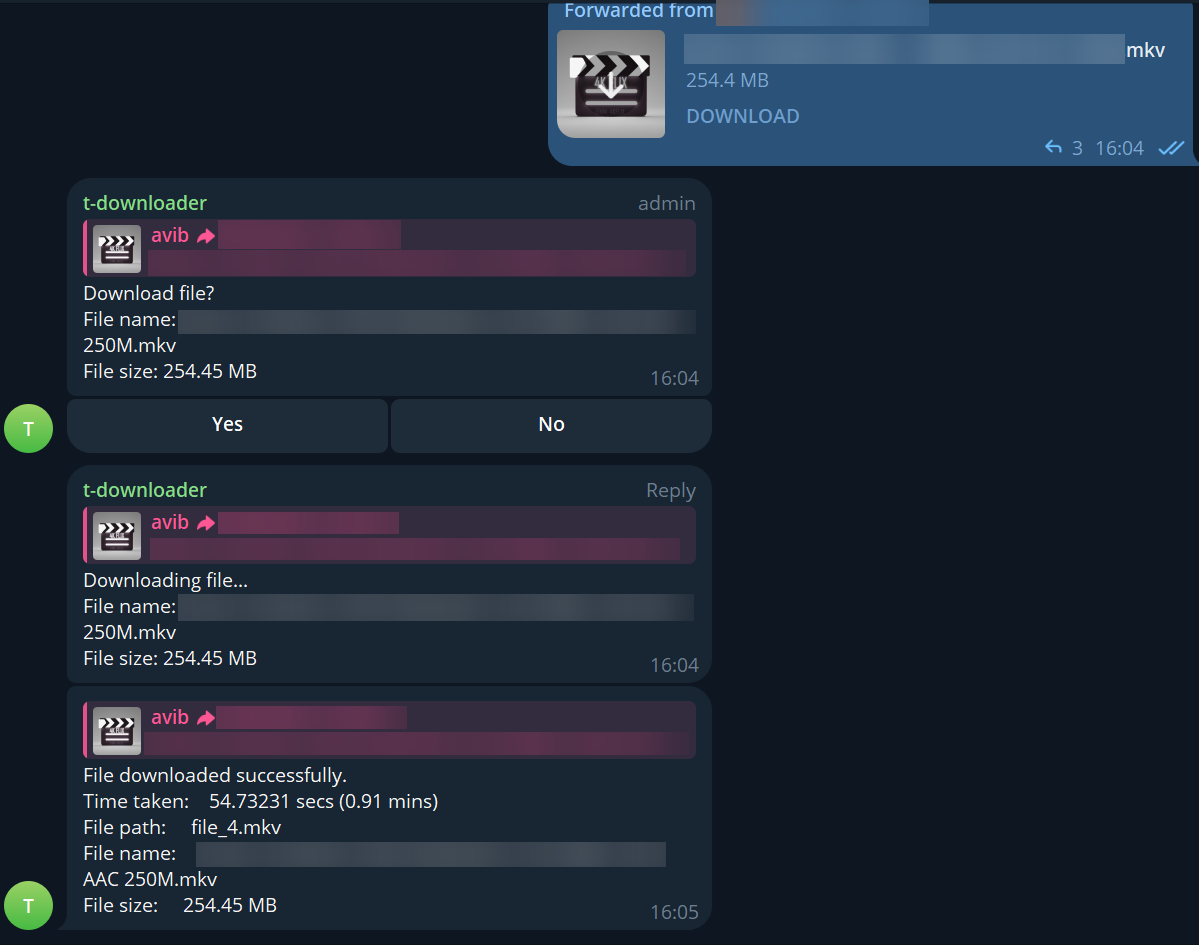 Forwarded from
mkv
254.4 MB
DOWNLOAD
3 16:04
t-downloader admin
avib
Download file?
File name:
250M.mkv
File size: 254.45 MB
16:04
Yes No
T
t-downloader Reply
avib
Downloading file...
File name:
250M.mkv
File size: 254.45 MB
16:04
avib
File downloaded successfully.
Time taken: 54.73231 secs (0.91 mins)
File path: file_4.mkv
File name:
AAC 250M.mkv
File size: 254.45 MB
16:05
T